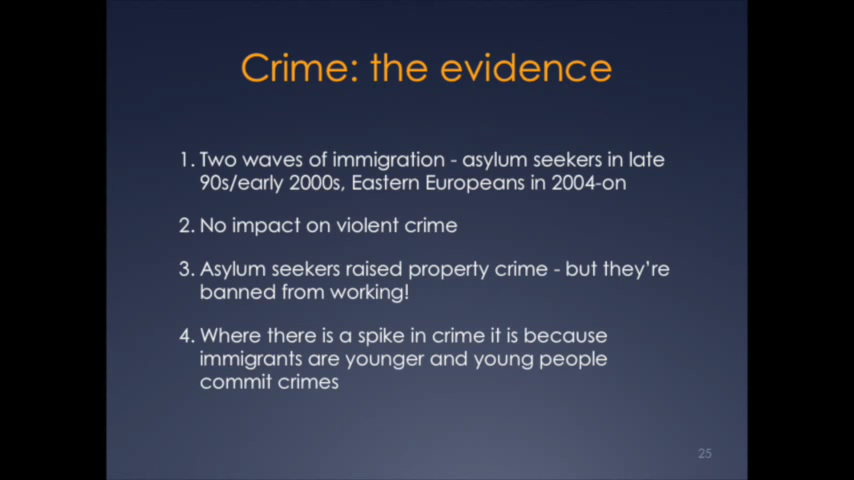 Crime: the evidence
1. Two waves of immigration - asylum seekers in late
90s/early 2000s, Eastern Europeans in 2004-on
2. No impact on violent crime
3. Asylum seekers raised property crime - but they're
banned from working!
4. Where there is a spike in crime it is because
immigrants are younger and young people
commit crimes
25